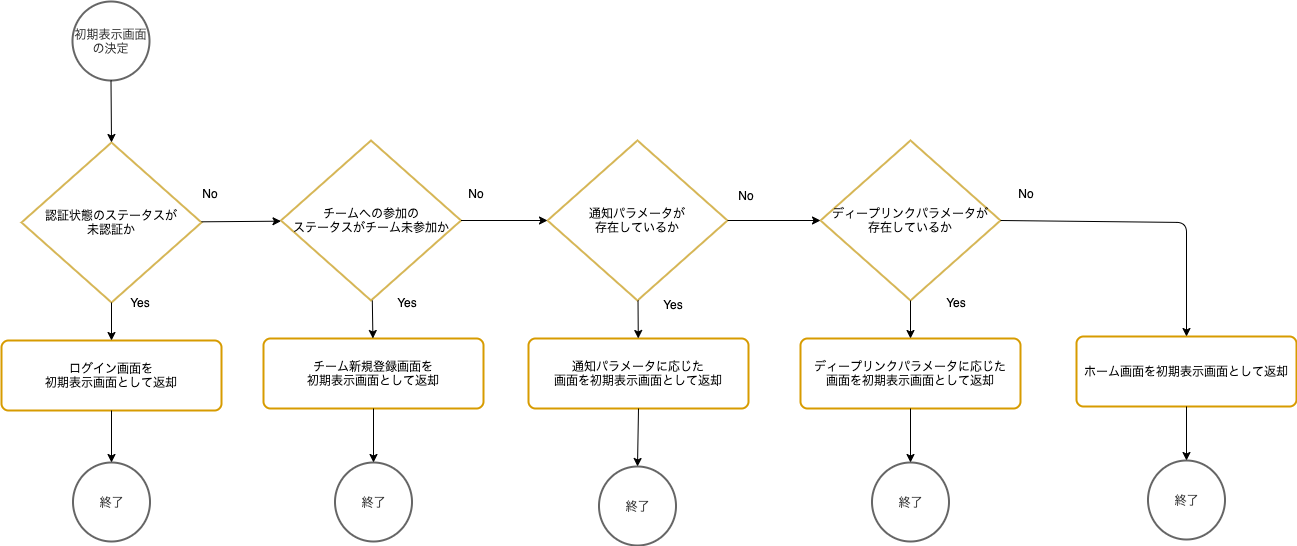 初期表示画面
の決定
認証状態のステータスが
未認証か
No
チームへの参加の
ステータスがチーム未参加か
No
通知パラメータが
存在しているか
No
ディープリンクパラメータが
存在しているか
No
Yes
Yes
Yes
Yes
ログイン画面を
初期表示画面として返却
チーム新規登録画面を
初期表示画面として返却
通知パラメータに応じた
画面を初期表示画面として返却
ディープリンクパラメータに応じた
画面を初期表示画面として返却
ホーム画面を初期表示画面として返却
終了
終了
終了
終了
終了